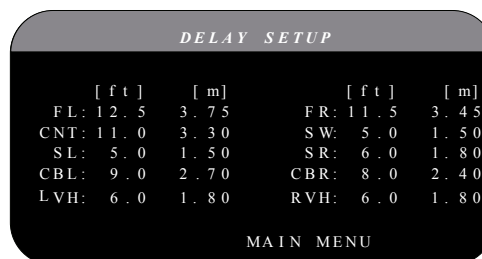 DELAY SETUP
[ft] [m] [ft] [m]
FL: 12.5 3.75 FR: 11.5 3.45
CNT: 11.0 3.30 SW: 5.0 1.50
SL: 5.0 1.50 SR: 6.0 1.80
CBL: 9.0 2.70 CBR: 8.0 2.40
LVH: 6.0 1.80 RVH: 6.0 1.80
MAIN MENU